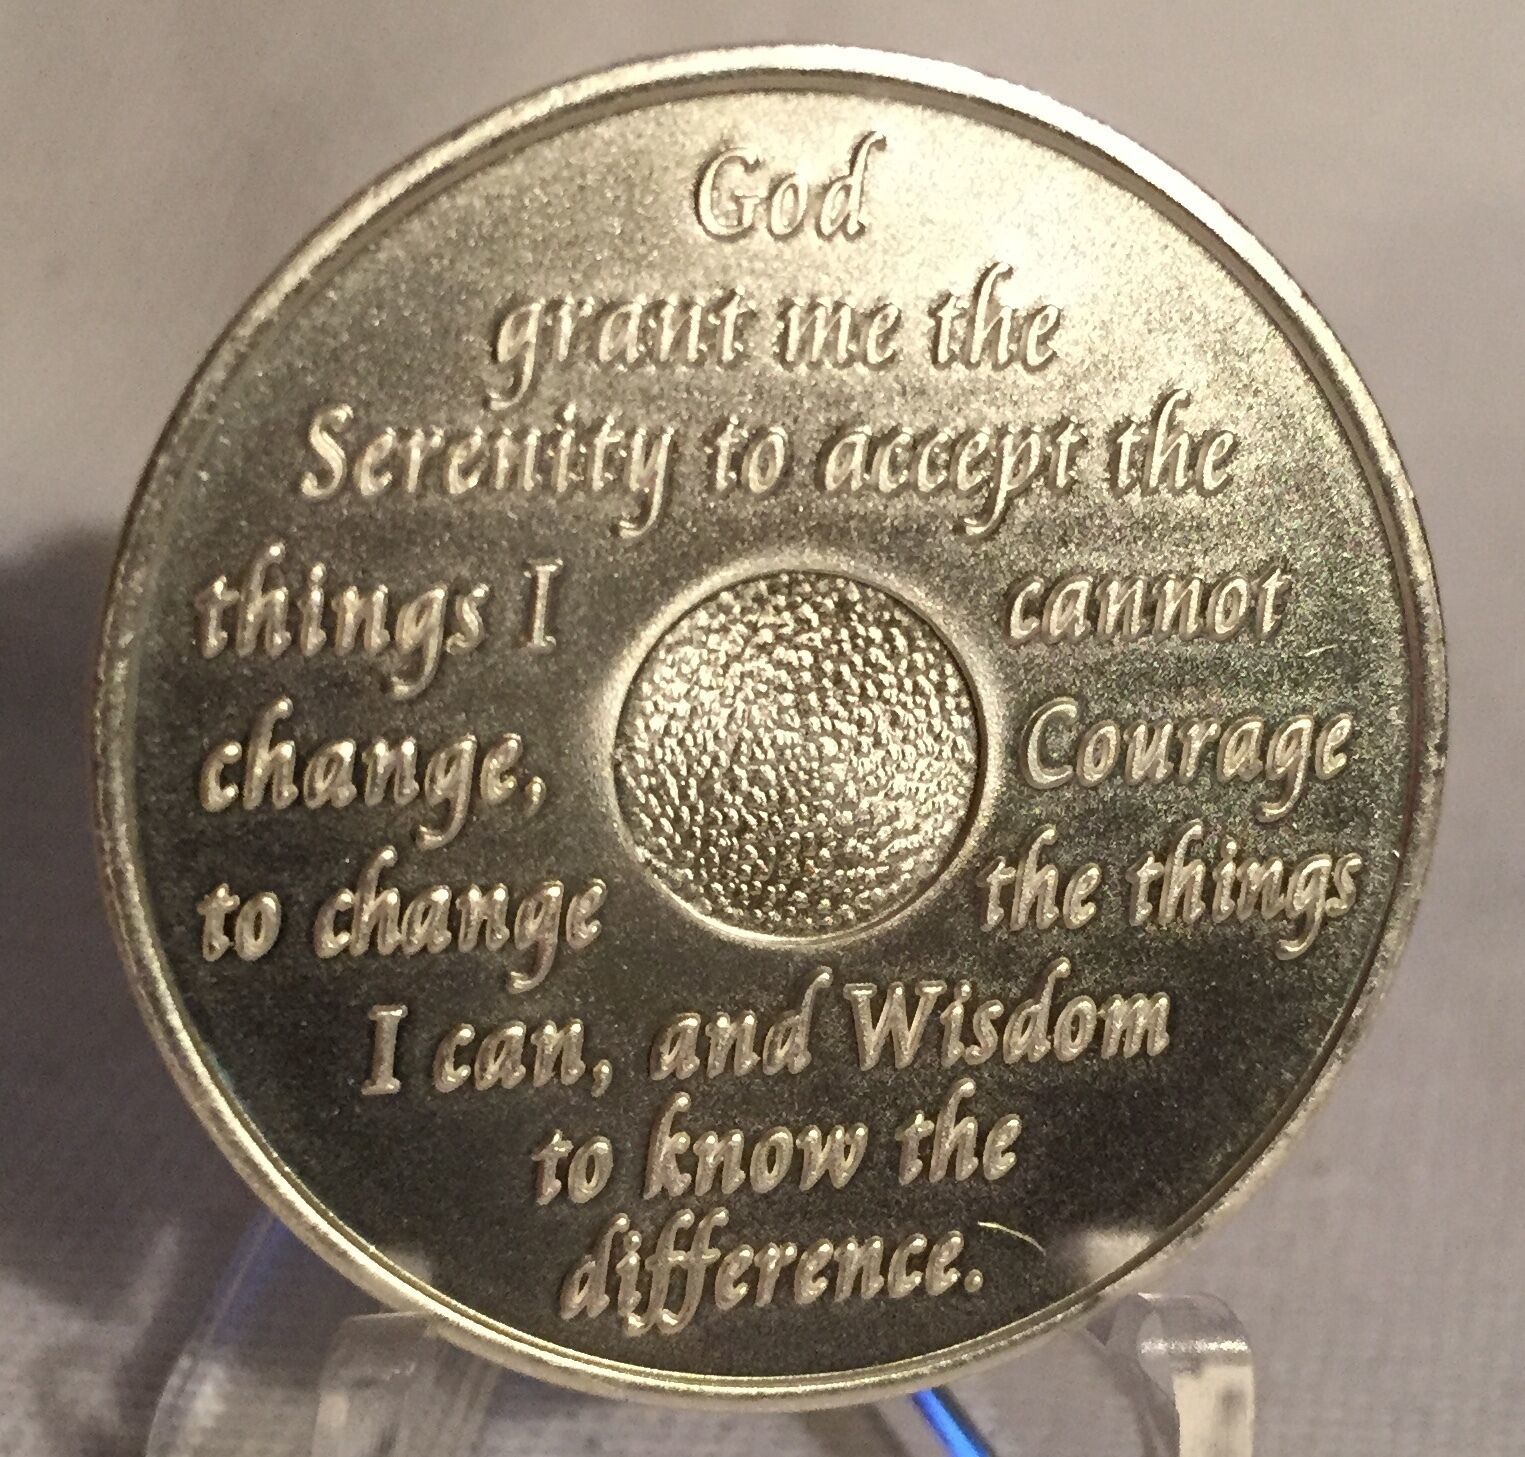 God
grant me the
Serenity to accept the
things I cannot
change, Courage
to change the things
I can, and Wisdom
to know the
difference.